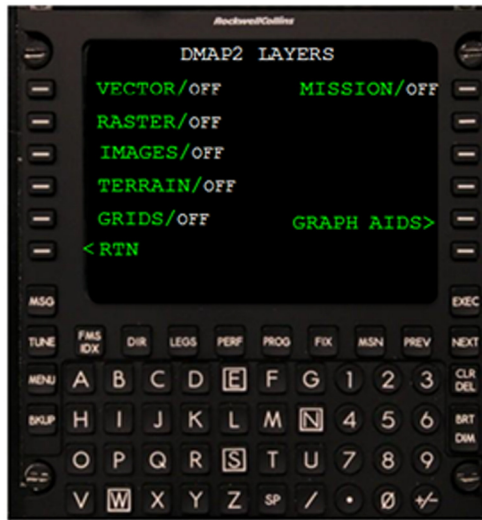 RockwellCollins
DMAP2 LAYERS
VECTOR/OFF MISSION/OFF
RASTER/OFF
IMAGES/OFF
TERRAIN/OFF
GRIDS/OFF GRAPH AIDS>
<RTN
MSG EXEC
TUNE FMS IDX DIR LEGS PERF PROG FIX MSN PREV NEXT
MENU A B C D E F G 1 2 3 CLR DEL
BKUP H I J K L M N 4 5 6 BRT DIM
O P Q R S T U 7 8 9
V W X Y Z SP / • Ø +/-